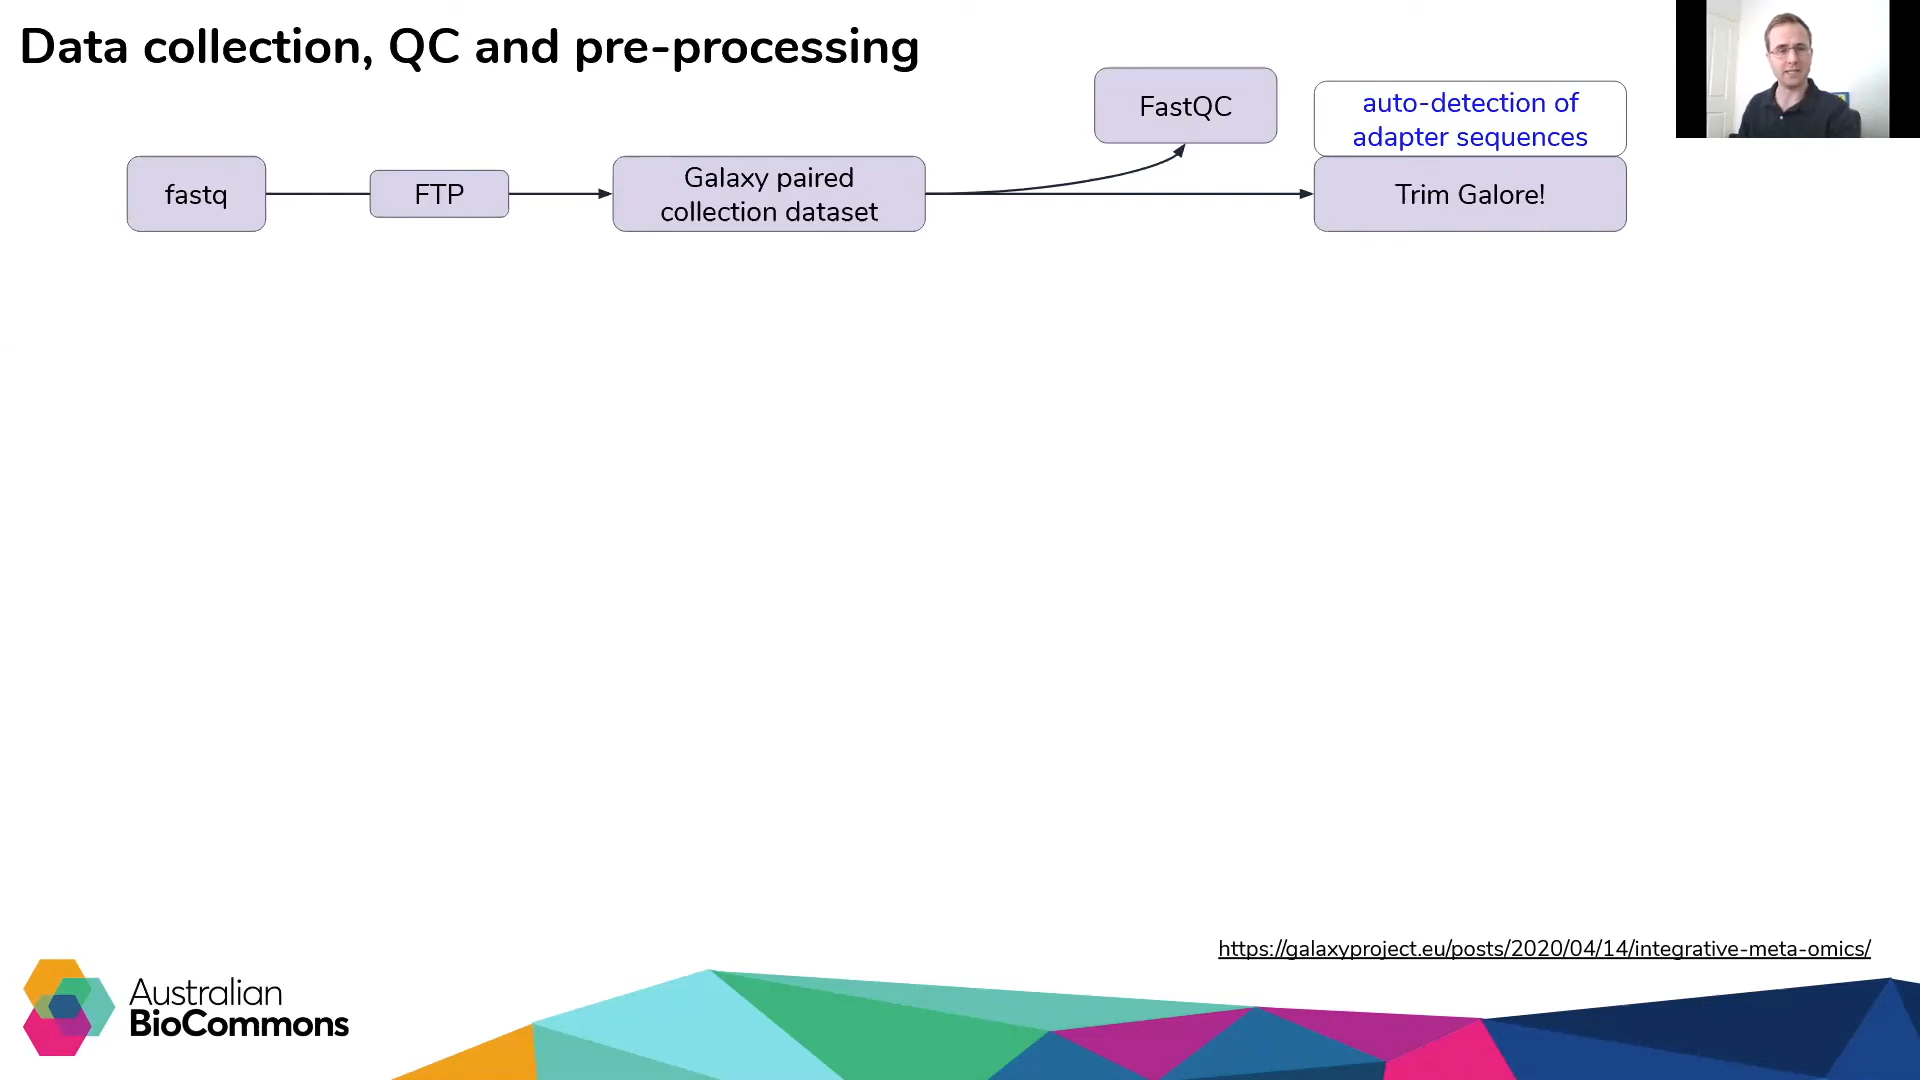 Data collection, QC and pre-processing
FastQC
auto-detection of
adapter sequences
fastq
FTP
Galaxy paired
collection dataset
Trim Galore!
https://galaxyproject.eu/posts/2020/04/14/integrative-meta-omics/
Australian
BioCommons